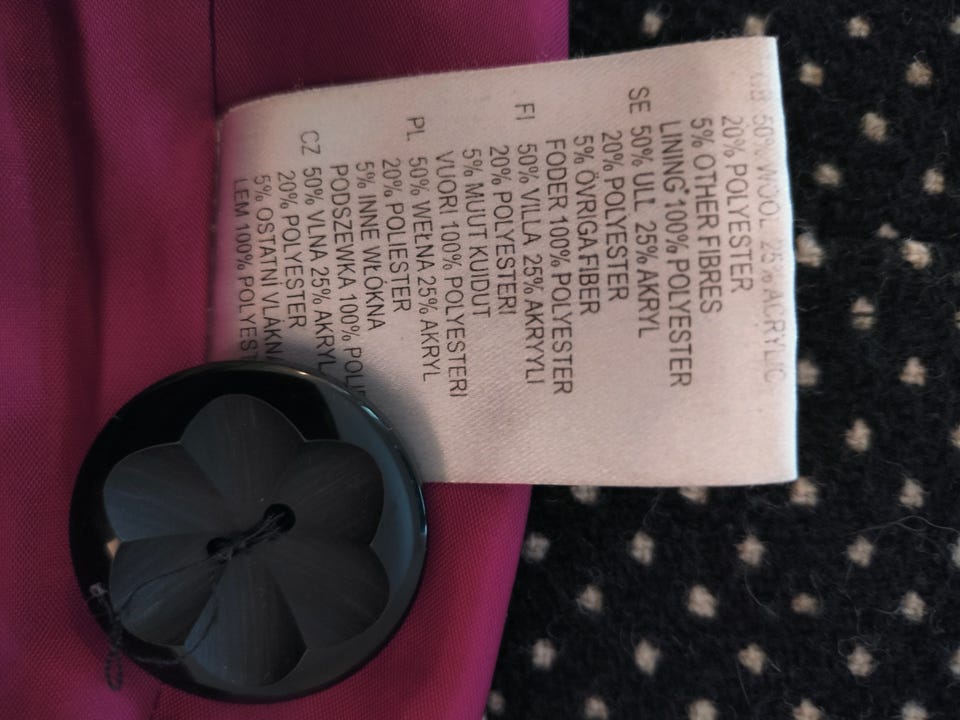 GB 50% WOOL 25% ACRYLIC
20% POLYESTER
5% OTHER FIBRES
LINING 100% POLYESTER
SE 50% ULL 25% AKRYL
20% POLYESTER
5% ÖVRIGA FIBER
FODER 100% POLYESTER
FI 50% VILLA 25% AKRYYLI
20% POLYESTERI
5% MUUT KUIDUT
VUORI 100% POLYESTERI
PL 50% WEŁNA 25% AKRYL
20% POLIESTER
5% INNE WŁÓKNA
PODSZEWKA 100%
CZ 50% VLNA 25% AKRYL
20% POLYESTER
5% OSTATNÍ
LEM 100%